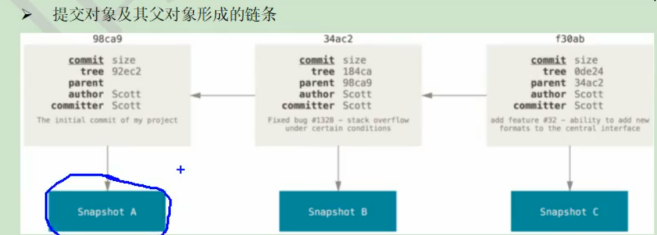 ➤ 提交对象及其父对象形成的链条
98ca9
commit size
tree 92ec2
parent
author Scott
committer Scott
The initial commit of my project
Snapshot A
34ac2
commit size
tree 184ca
parent 98ca9
author Scott
committer Scott
Fixed bug #1328 - stack overflow
under certain conditions
Snapshot B
f30ab
commit size
tree 0de24
parent 34ac2
author Scott
committer Scott
add feature #32 - ability to add new
formats to the central interface
Snapshot C